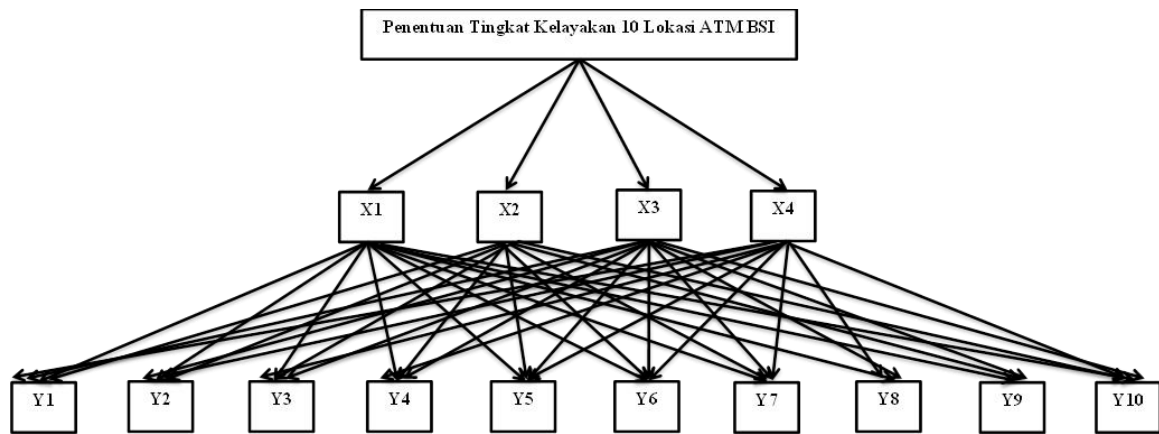 Penentuan Tingkat Kelayakan 10 Lokasi ATM BSI
X1 X2 X3 X4
Y1 Y2 Y3 Y4 Y5 Y6 Y7 Y8 Y9 Y10